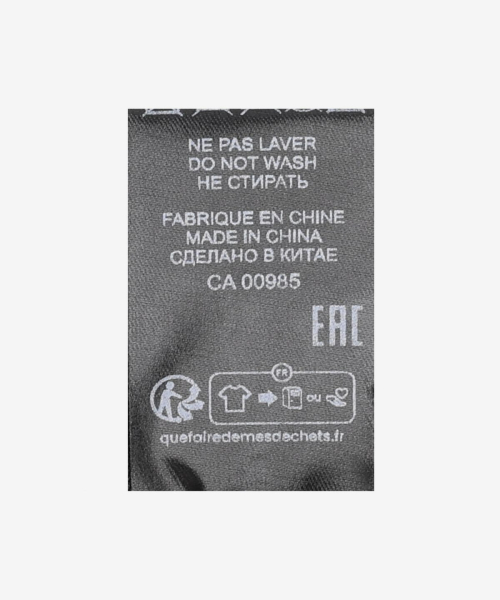 NE PAS LAVER
DO NOT WASH
НЕ СТИРАТЬ
FABRIQUE EN CHINE
MADE IN CHINA
СДЕЛАНО В КИТАЕ
CA 00985
EAC
FR
OU
quefairedemesdechets.fr